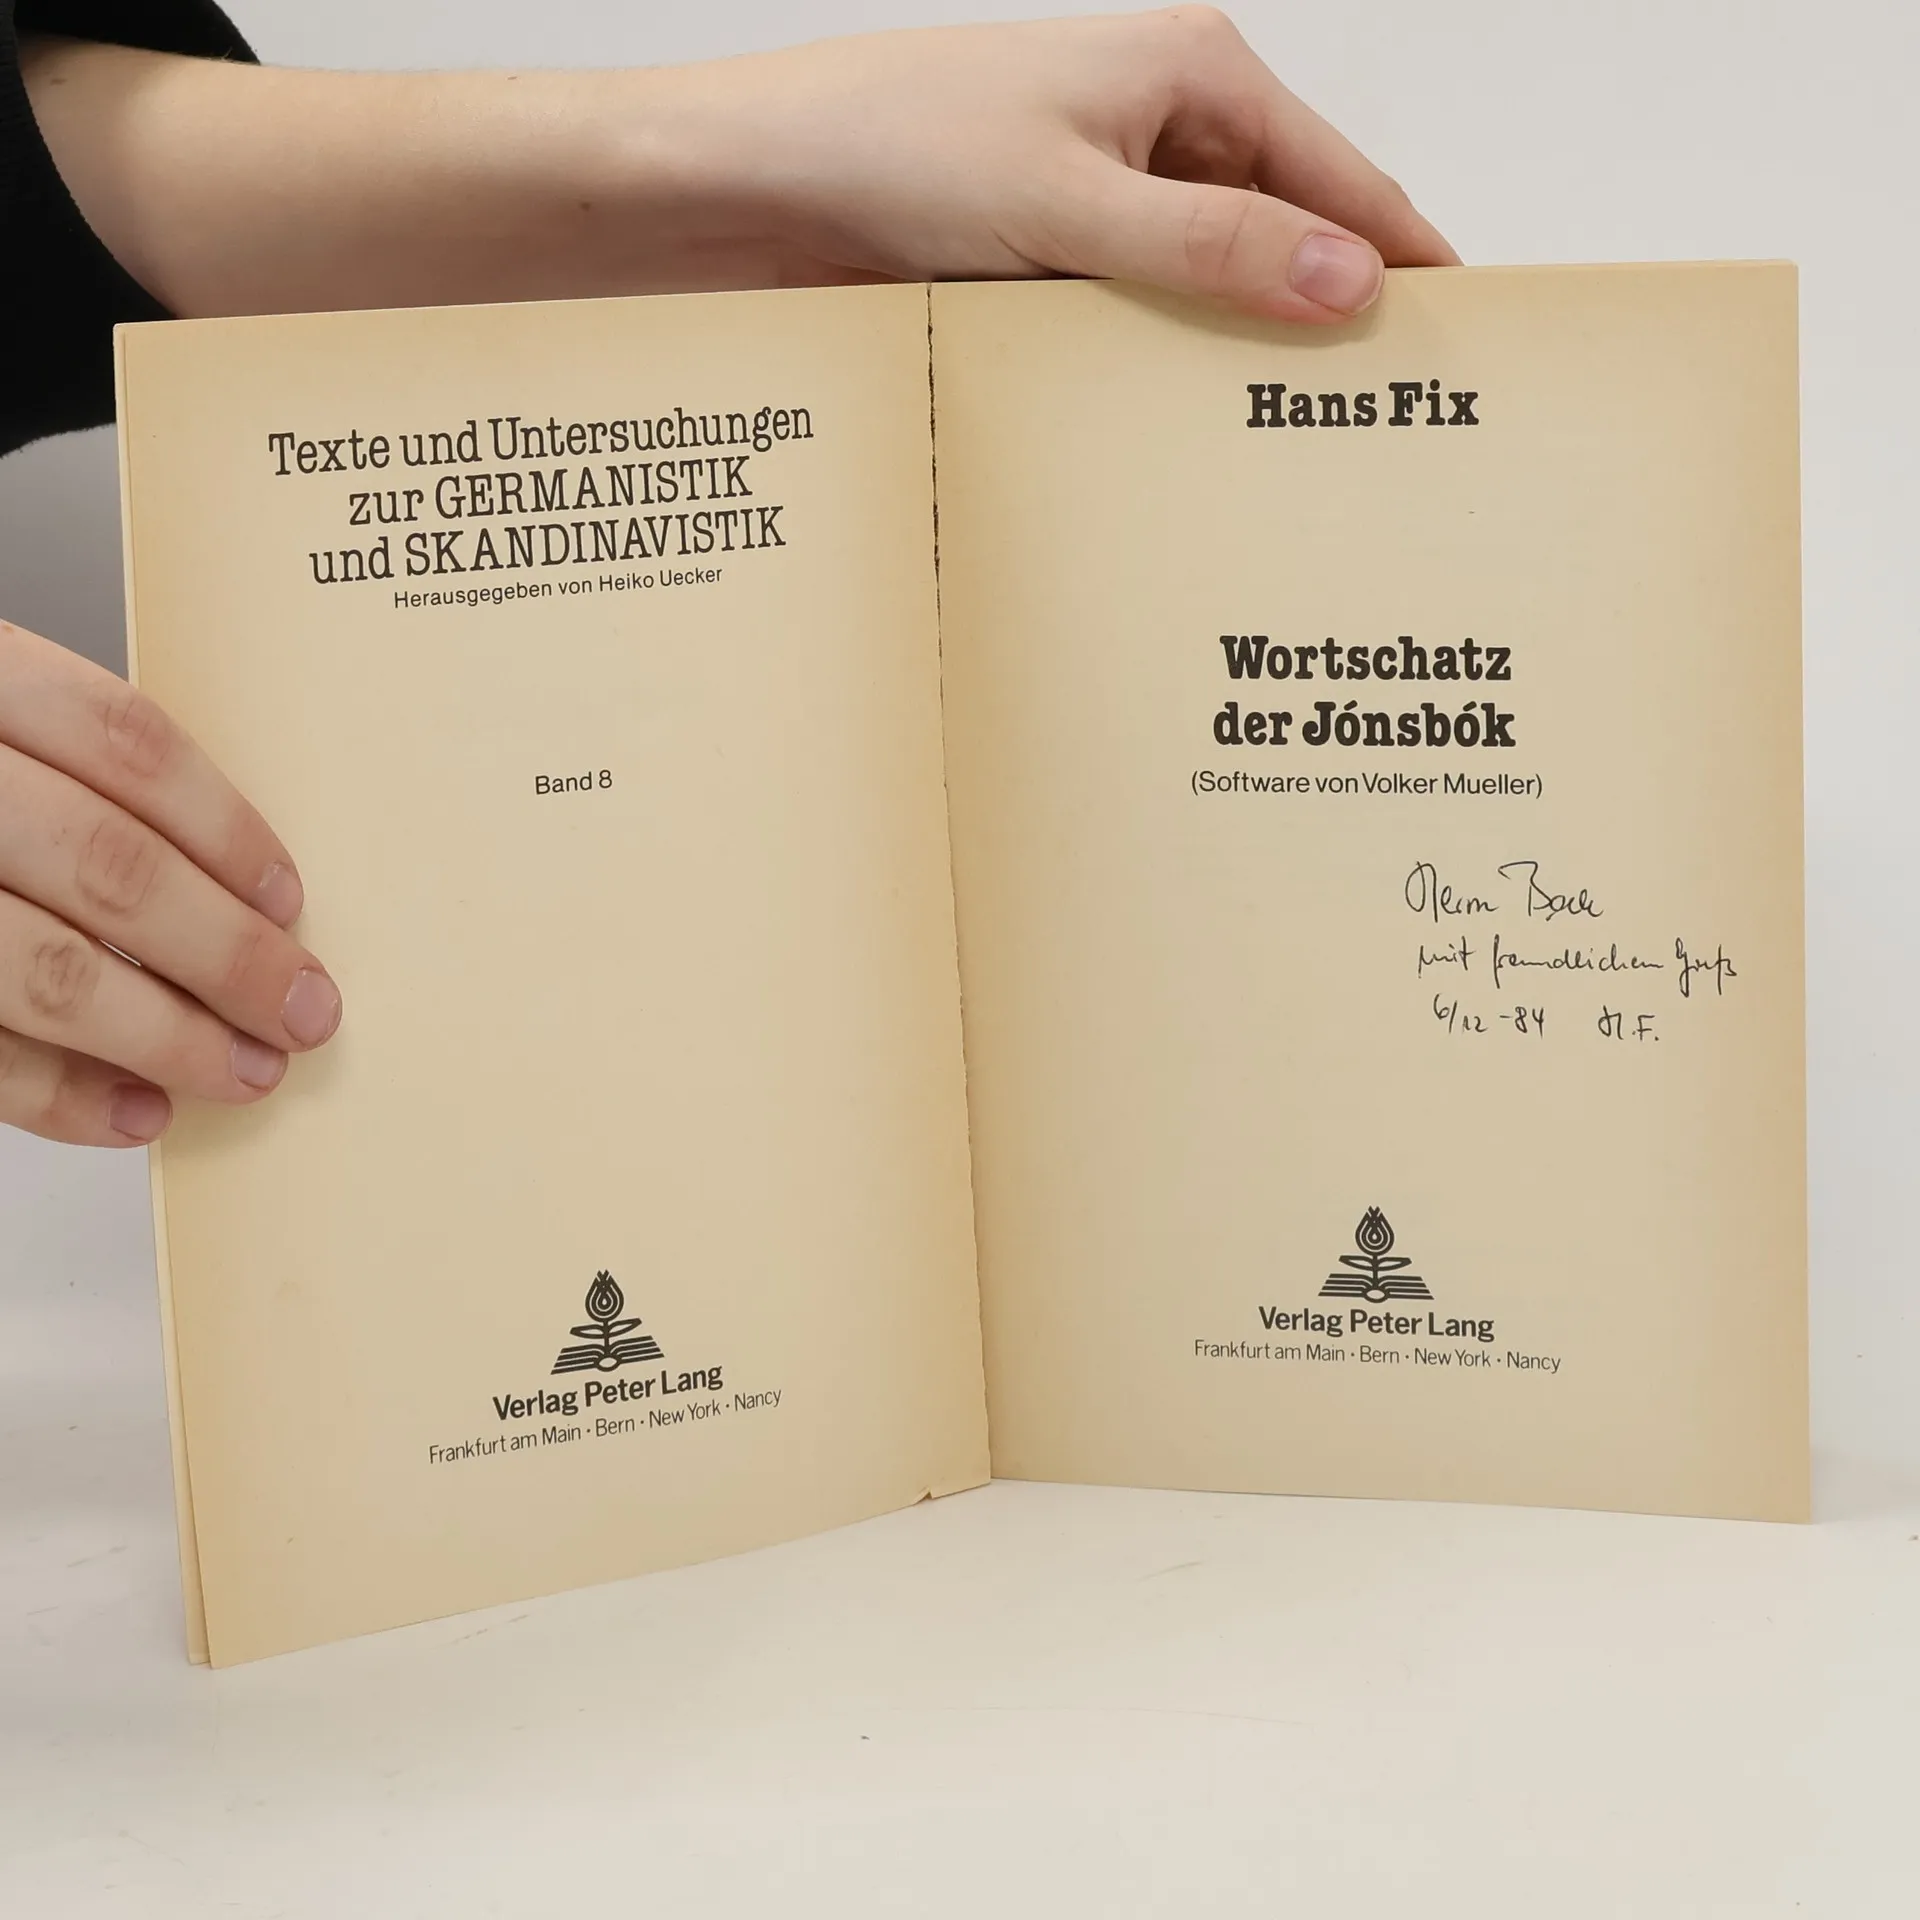 Texte und Untersuchungen
zur GERMANISTIK
und SKANDINAVISTIK
Herausgegeben von Heiko Uecker
Band 8
Verlag Peter Lang
Frankfurt am Main · Bern · New York · Nancy
Hans Fix
Wortschatz
der Jónsbók
(Software von Volker Mueller)
Herrn
mit freundlichem Gruß
6/12 -84 H.F.
Verlag Peter Lang
Frankfurt am Main · Bern · New York · Nancy